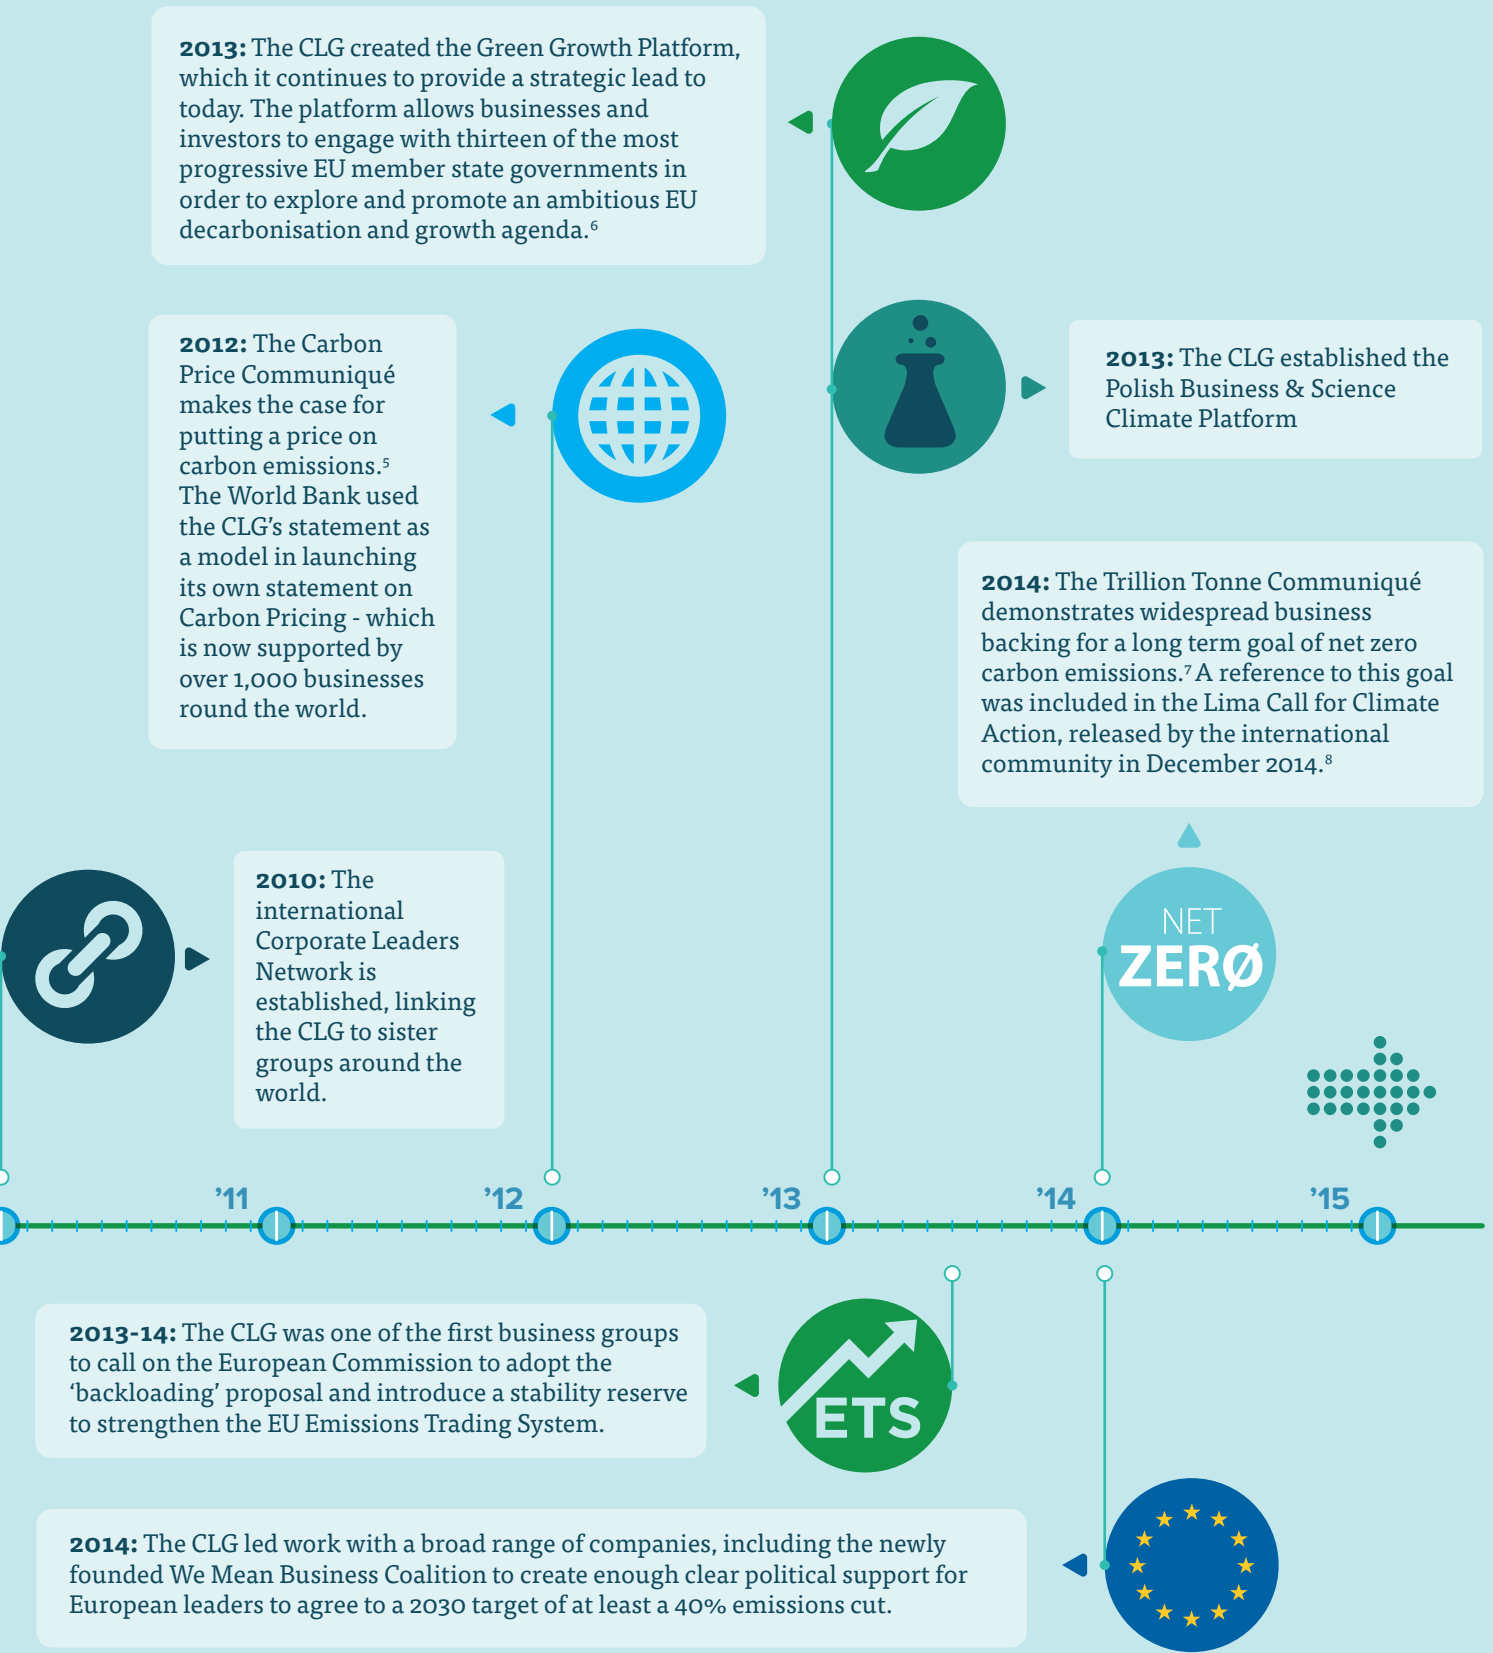 2013: The CLG created the Green Growth Platform,
which it continues to provide a strategic lead to
today. The platform allows businesses and
investors to engage with thirteen of the most
progressive EU member state governments in
order to explore and promote an ambitious EU
decarbonisation and growth agenda.⁶
2012: The Carbon
Price Communiqué
makes the case for
putting a price on
carbon emissions.⁵
The World Bank used
the CLG’s statement as
a model in launching
its own statement on
Carbon Pricing - which
is now supported by
over 1,000 businesses
round the world.
2013: The CLG established the
Polish Business & Science
Climate Platform
2014: The Trillion Tonne Communiqué
demonstrates widespread business
backing for a long term goal of net zero
carbon emissions.⁷ A reference to this goal
was included in the Lima Call for Climate
Action, released by the international
community in December 2014.⁸
2010: The
international
Corporate Leaders
Network is
established, linking
the CLG to sister
groups around the
world.
NET
ZERØ
’11 ’12 ’13 ’14 ’15
2013-14: The CLG was one of the first business groups
to call on the European Commission to adopt the
‘backloading’ proposal and introduce a stability reserve
to strengthen the EU Emissions Trading System.
ETS
2014: The CLG led work with a broad range of companies, including the newly
founded We Mean Business Coalition to create enough clear political support for
European leaders to agree to a 2030 target of at least a 40% emissions cut.